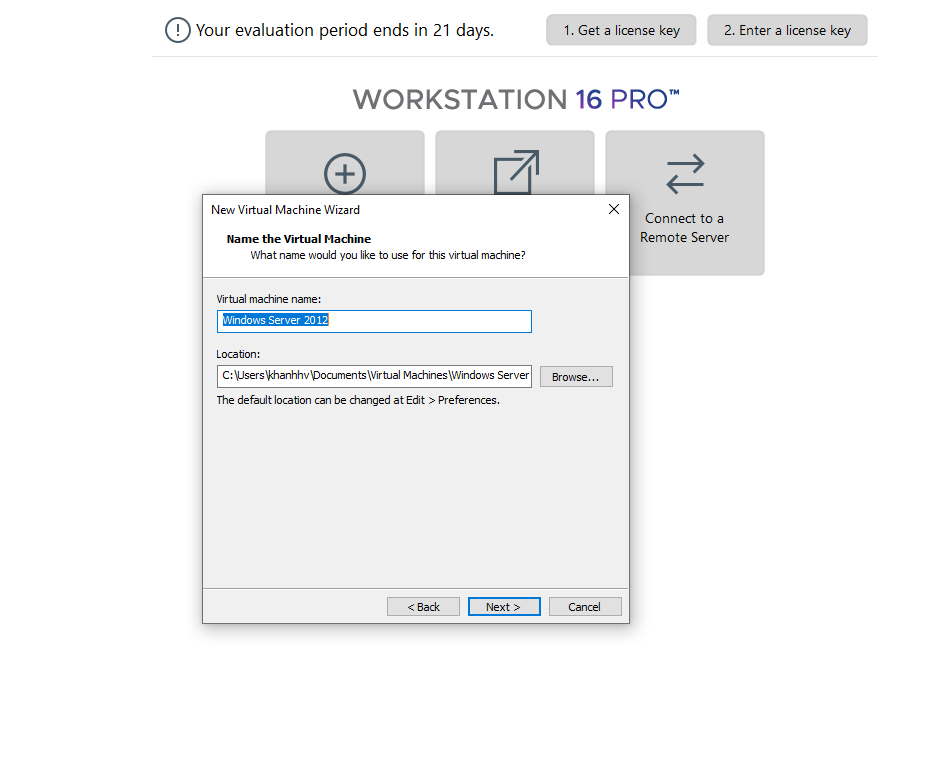 Your evaluation period ends in 21 days.
1. Get a license key
2. Enter a license key
WORKSTATION 16 PRO™
Connect to a
Remote Server
New Virtual Machine Wizard
Name the Virtual Machine
What name would you like to use for this virtual machine?
Virtual machine name:
Windows Server 2012
Location:
C:\Users\khanhhv\Documents\Virtual Machines\Windows Server
Browse...
The default location can be changed at Edit > Preferences.
< Back
Next >
Cancel